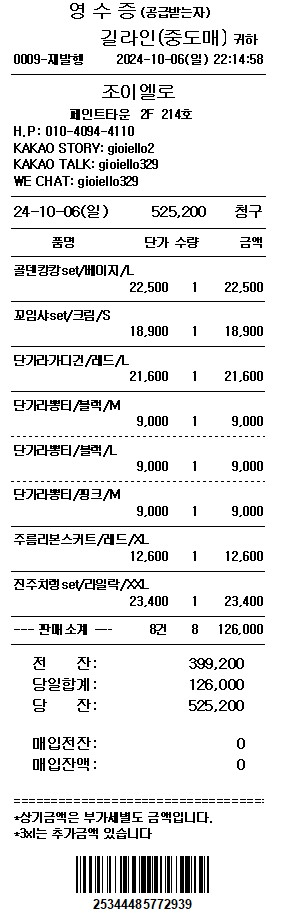 영 수 증 (공급받는자)
길라인(중도매) 귀하
0009-재발행 2024-10-06(일) 22:14:58
조이엘로
페인트타운 2F 214호
H.P: 010-4094-4110
KAKAO STORY: gioiello2
KAKAO TALK: gioiello329
WE CHAT: gioiello329
24-10-06(일) 525,200 청구
품명 단가 수량 금액
골덴캉캉set/베이지/L
22,500 1 22,500
꼬임샤set/크림/S
18,900 1 18,900
단가라가디건/레드/L
21,600 1 21,600
단가라뽕티/블랙/M
9,000 1 9,000
단가라뽕티/블랙/L
9,000 1 9,000
단가라뽕티/핑크/M
9,000 1 9,000
주름리본스커트/레드/XL
12,600 1 12,600
진주치렁set/라일락/XXL
23,400 1 23,400
--- 판매소계 --- 8건 8 126,000
전 잔: 399,200
당일합계: 126,000
당 잔: 525,200
매입전잔: 0
매입잔액: 0
======================================
*상기금액은 부가세별도 금액입니다.
*3xl는 추가금액 있습니다
25344485772939